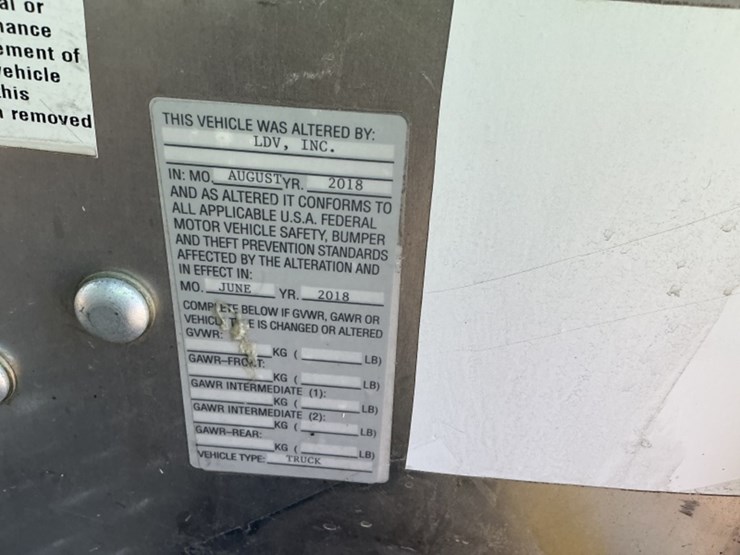 al or
nance
ement of
ehicle
this
removed
THIS VEHICLE WAS ALTERED BY:
LDV, INC.
IN: MO. AUGUST YR. 2018
AND AS ALTERED IT CONFORMS TO
ALL APPLICABLE U.S.A. FEDERAL
MOTOR VEHICLE SAFETY, BUMPER
AND THEFT PREVENTION STANDARDS
AFFECTED BY THE ALTERATION AND
IN EFFECT IN:
MO. JUNE YR. 2018
COMPLETE BELOW IF GVWR, GAWR OR
VEHICLE TYPE IS CHANGED OR ALTERED
GVWR:
KG ( LB)
GAWR-FRONT:
KG ( LB)
GAWR INTERMEDIATE (1):
KG ( LB)
GAWR INTERMEDIATE (2):
KG ( LB)
GAWR-REAR:
KG ( LB)
VEHICLE TYPE: TRUCK